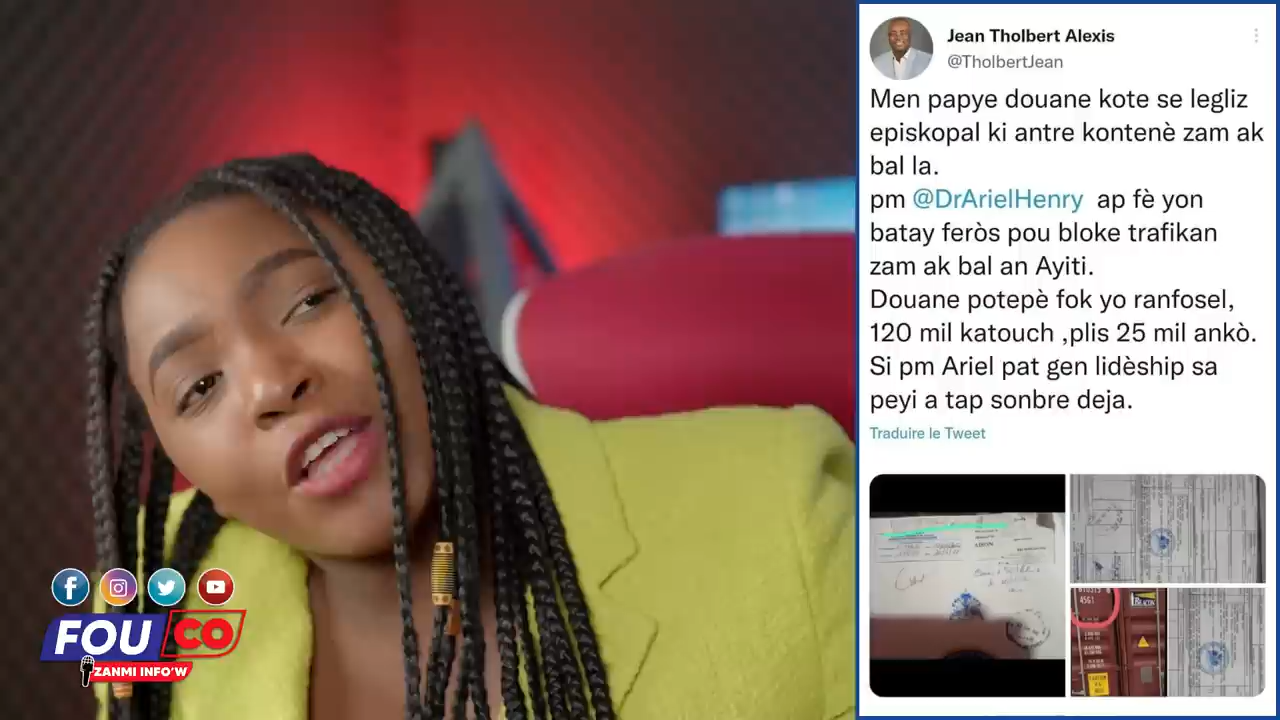 Jean Tholbert Alexis
@TholbertJean
Men papye douane kote se legliz
episkopal ki antre kontenè zam ak
bal la.
pm @DrArielHenry ap fè yon
batay feròs pou bloke trafikan
zam ak bal an Ayiti.
Douane potepè fok yo ranfosel,
120 mil katouch ,plis 25 mil ankò.
Si pm Ariel pat gen lidèship sa
peyi a tap sonbre deja.
Traduire le Tweet
45G1
BEACON
FOU CO
ZANMI INFO'W